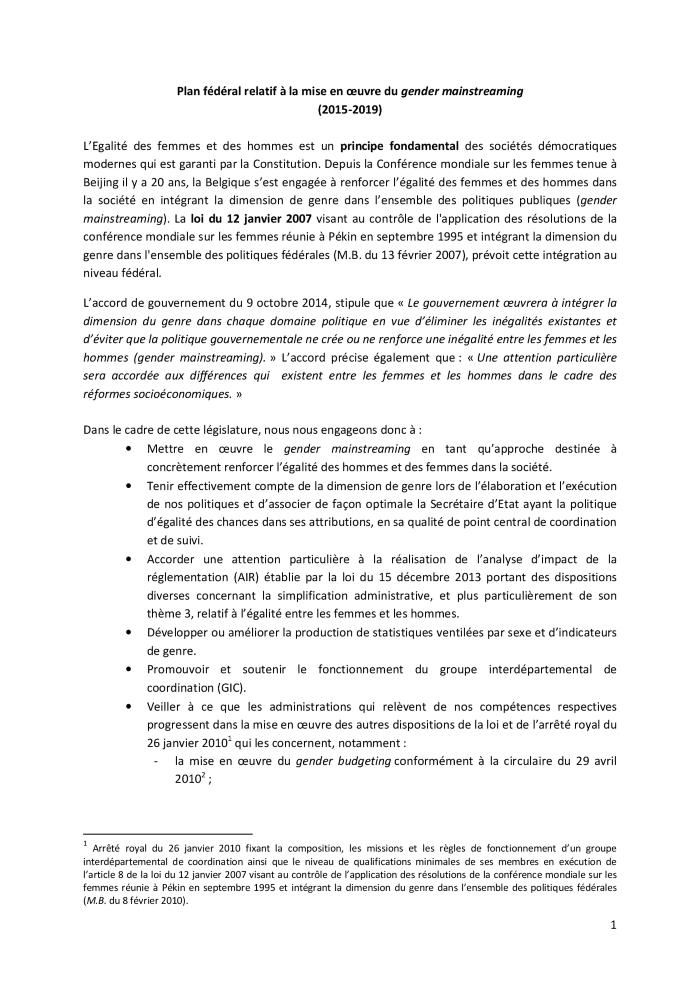 Plan fédéral relatif à la mise en œuvre du gender mainstreaming
(2015-2019)
L’Egalité des femmes et des hommes est un principe fondamental des sociétés démocratiques
modernes qui est garanti par la Constitution. Depuis la Conférence mondiale sur les femmes tenue à
Beijing il y a 20 ans, la Belgique s’est engagée à renforcer l’égalité des femmes et des hommes dans
la société en intégrant la dimension de genre dans l’ensemble des politiques publiques (gender
mainstreaming). La loi du 12 janvier 2007 visant au contrôle de l'application des résolutions de la
conférence mondiale sur les femmes réunie à Pékin en septembre 1995 et intégrant la dimension du
genre dans l'ensemble des politiques fédérales (M.B. du 13 février 2007), prévoit cette intégration au
niveau fédéral.
L’accord de gouvernement du 9 octobre 2014, stipule que « Le gouvernement œuvrera à intégrer la
dimension du genre dans chaque domaine politique en vue d’éliminer les inégalités existantes et
d’éviter que la politique gouvernementale ne crée ou ne renforce une inégalité entre les femmes et les
hommes (gender mainstreaming). » L’accord précise également que : « Une attention particulière
sera accordée aux différences qui existent entre les femmes et les hommes dans le cadre des
réformes socioéconomiques. »
Dans le cadre de cette législature, nous nous engageons donc à :
• Mettre en œuvre le gender mainstreaming en tant qu’approche destinée à
concrètement renforcer l’égalité des hommes et des femmes dans la société.
• Tenir effectivement compte de la dimension de genre lors de l’élaboration et l’exécution
de nos politiques et d’associer de façon optimale la Secrétaire d’Etat ayant la politique
d’égalité des chances dans ses attributions, en sa qualité de point central de coordination
et de suivi.
• Accorder une attention particulière à la réalisation de l’analyse d’impact de la
réglementation (AIR) établie par la loi du 15 décembre 2013 portant des dispositions
diverses concernant la simplification administrative, et plus particulièrement de son
thème 3, relatif à l’égalité entre les femmes et les hommes.
• Développer ou améliorer la production de statistiques ventilées par sexe et d’indicateurs
de genre.
• Promouvoir et soutenir le fonctionnement du groupe interdépartemental de
coordination (GIC).
• Veiller à ce que les administrations qui relèvent de nos compétences respectives
progressent dans la mise en œuvre des autres dispositions de la loi et de l’arrêté royal du
26 janvier 2010¹ qui les concernent, notamment :
- la mise en œuvre du gender budgeting conformément à la circulaire du 29 avril
2010² ;
¹ Arrêté royal du 26 janvier 2010 fixant la composition, les missions et les règles de fonctionnement d’un groupe
interdépartemental de coordination ainsi que le niveau de qualifications minimales de ses membres en exécution de
l’article 8 de la loi du 12 janvier 2007 visant au contrôle de l’application des résolutions de la conférence mondiale sur les
femmes réunie à Pékin en septembre 1995 et intégrant la dimension du genre dans l’ensemble des politiques fédérales
(M.B. du 8 février 2010).
1